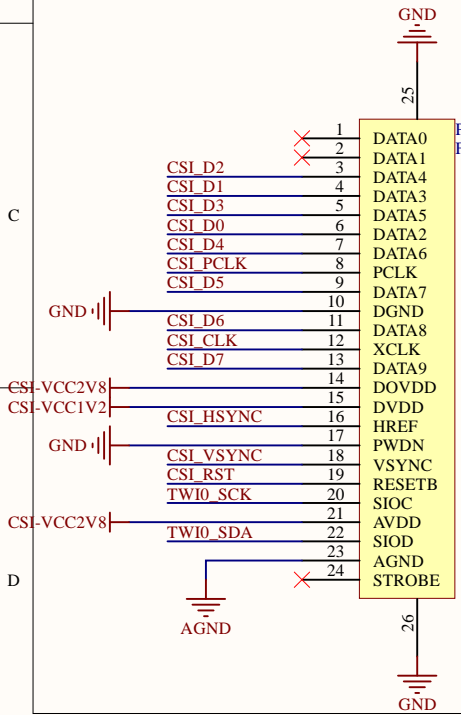 GND
25
1 DATA0
2 DATA1
CSI_D2 3 DATA4
CSI_D1 4 DATA3
CSI_D3 5 DATA5
CSI_D0 6 DATA2
CSI_D4 7 DATA6
CSI_PCLK 8 PCLK
CSI_D5 9 DATA7
GND 10 DGND
CSI_D6 11 DATA8
CSI_CLK 12 XCLK
CSI_D7 13 DATA9
CSI-VCC2V8 14 DOVDD
CSI-VCC1V2 15 DVDD
CSI_HSYNC 16 HREF
GND 17 PWDN
CSI_VSYNC 18 VSYNC
CSI_RST 19 RESETB
TWI0_SCK 20 SIOC
CSI-VCC2V8 21 AVDD
TWI0_SDA 22 SIOD
23 AGND
24 STROBE
AGND
26
GND
C
D